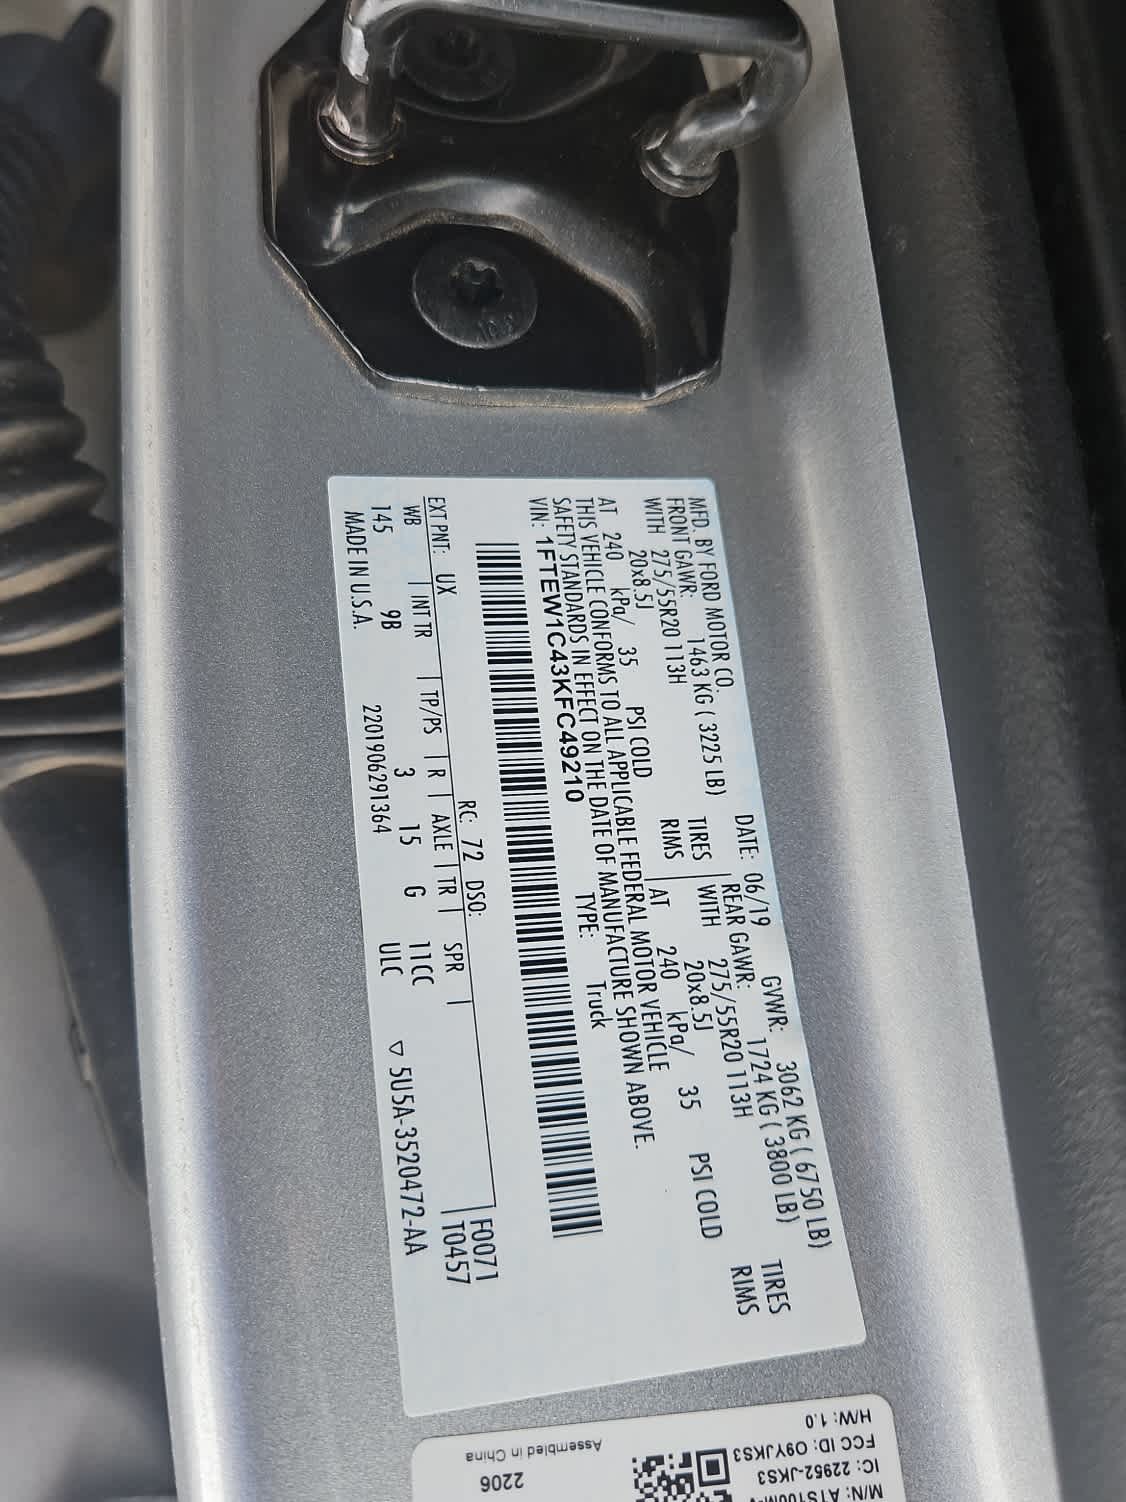 MFD. BY FORD MOTOR CO. DATE: 06/19 GVWR: 3062 KG ( 6750 LB)
FRONT GAWR: 1463 KG ( 3225 LB) REAR GAWR: 1724 KG ( 3800 LB)
WITH 275/55R20 113H TIRES WITH 275/55R20 113H TIRES
20x8.5J RIMS 20x8.5J RIMS
AT 240 kPa/ 35 PSI COLD AT 240 kPa/ 35 PSI COLD
THIS VEHICLE CONFORMS TO ALL APPLICABLE FEDERAL MOTOR VEHICLE
SAFETY STANDARDS IN EFFECT ON THE DATE OF MANUFACTURE SHOWN ABOVE.
VIN: 1FTEW1C43KFC49210 TYPE: Truck
F0071
T0457
EXT PNT: UX RC: 72 DSO:
WB | INT TR | TP/PS | R | AXLE | TR | SPR |
145 9B 3 15 G 11CC
ULC
MADE IN U.S.A. 2201906291364 ▽ 5U5A-3520472-AA
IC: 22952-JKS3
FCC ID: O9YJKS3
H/W: 1.0
2206
Assembled in China